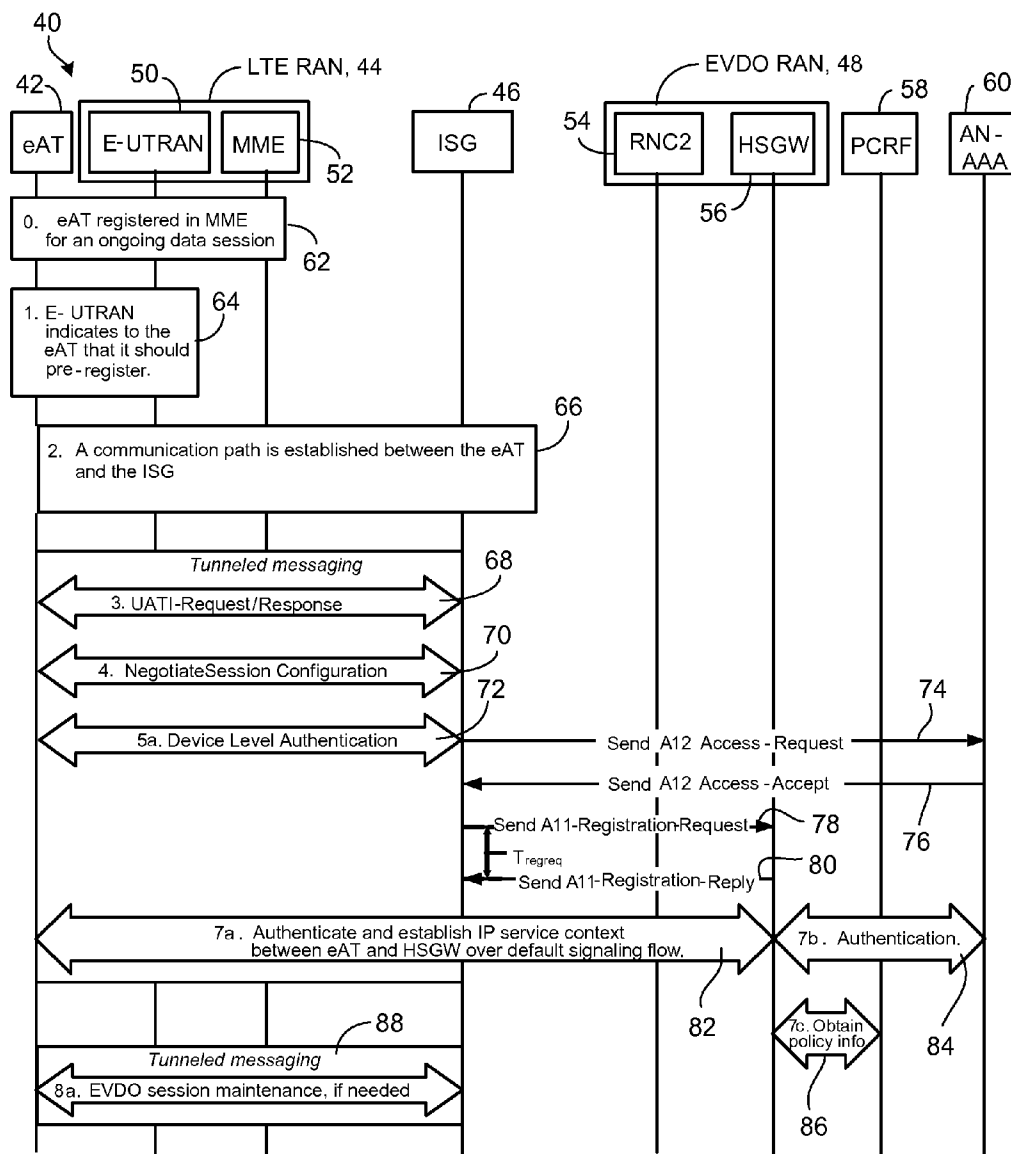 40
42
50
LTE RAN, 44
46
EVDO RAN, 48
58
60
eAT
E-UTRAN
MME
52
ISG
54
RNC2
HSGW
56
PCRF
AN-
AAA
0. eAT registered in MME
for an ongoing data session
62
1. E- UTRAN
indicates to the
eAT that it should
pre-register.
64
66
2. A communication path is established between the eAT
and the ISG
Tunneled messaging
68
3. UATI-Request/Response
70
4. NegotiateSession Configuration
72
5a. Device Level Authentication
74
Send A12 Access-Request
Send A12 Access-Accept
76
Send A11-Registration-Request
78
Tregreq
80
Send A11-Registration-Reply
7a. Authenticate and establish IP service context
between eAT and HSGW over default signaling flow.
82
7b. Authentication.
84
7c. Obtain
policy info
86
88
Tunneled messaging
8a. EVDO session maintenance, if needed